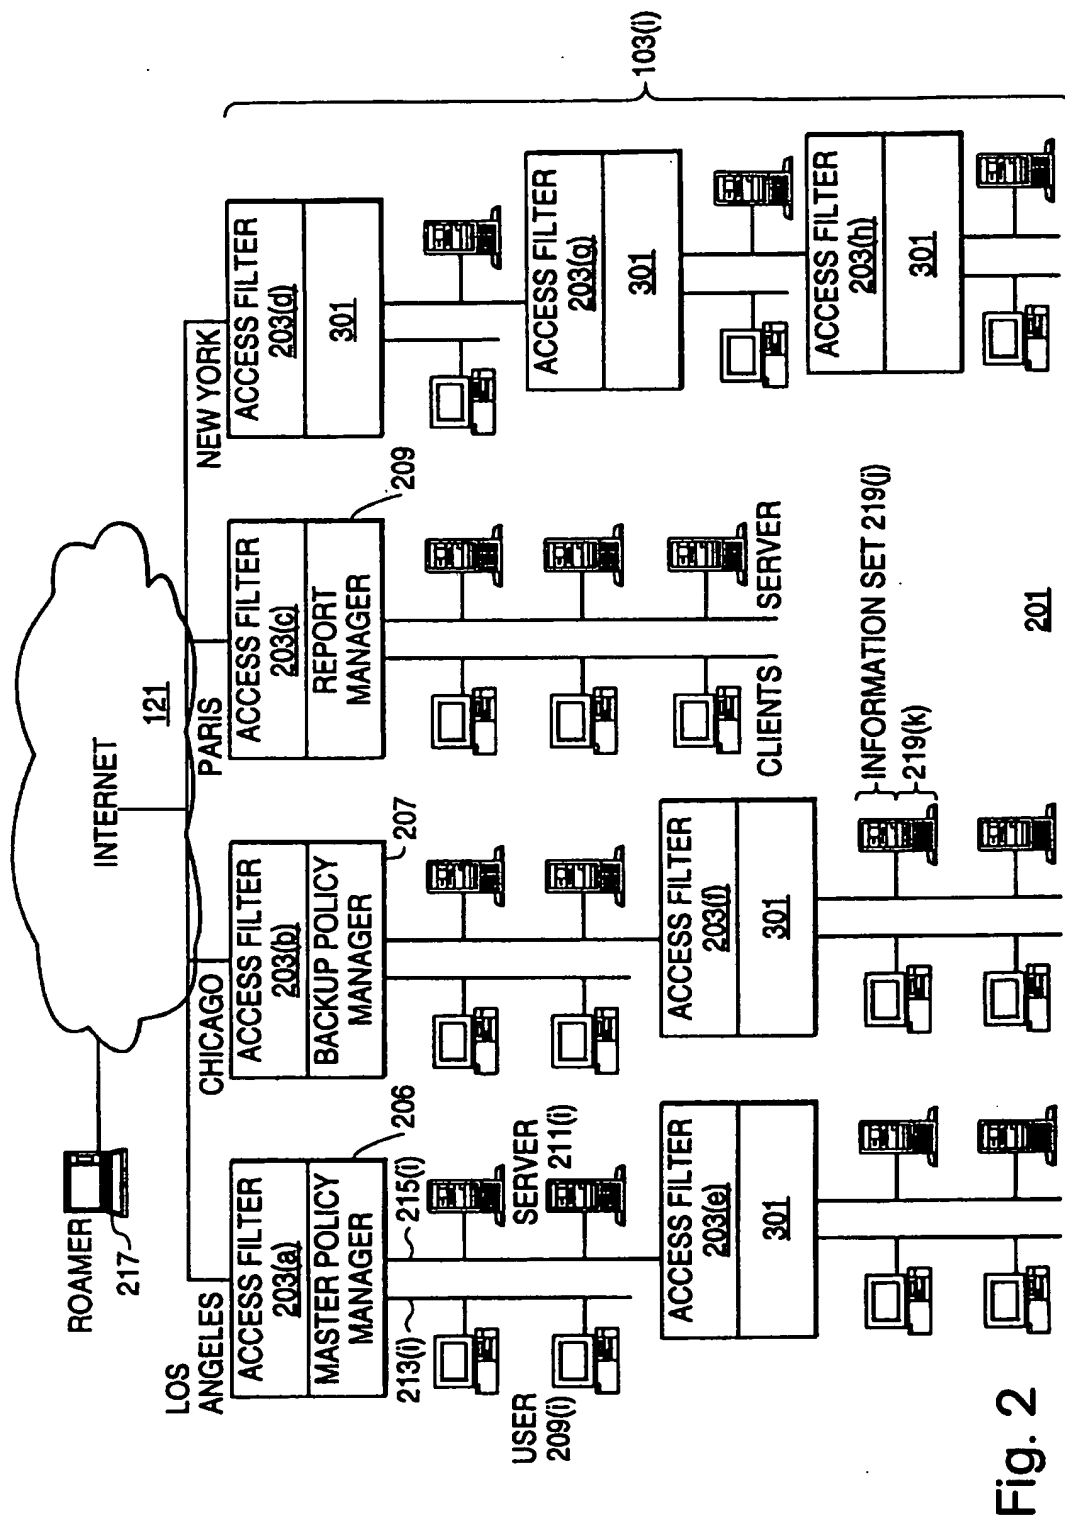 ROAMER
217
INTERNET
121
LOS
ANGELES
CHICAGO
PARIS
NEW YORK
ACCESS FILTER
203(a)
MASTER POLICY
MANAGER
206
ACCESS FILTER
203(b)
BACKUP POLICY
MANAGER
207
ACCESS FILTER
203(c)
REPORT
MANAGER
209
ACCESS FILTER
203(d)
301
103(i)
213(i)
215(i)
USER
209(i)
SERVER
211(i)
CLIENTS
SERVER
ACCESS FILTER
203(g)
301
ACCESS FILTER
203(e)
301
ACCESS FILTER
203(f)
301
ACCESS FILTER
203(h)
301
INFORMATION SET 219(j)
219(k)
201
Fig. 2